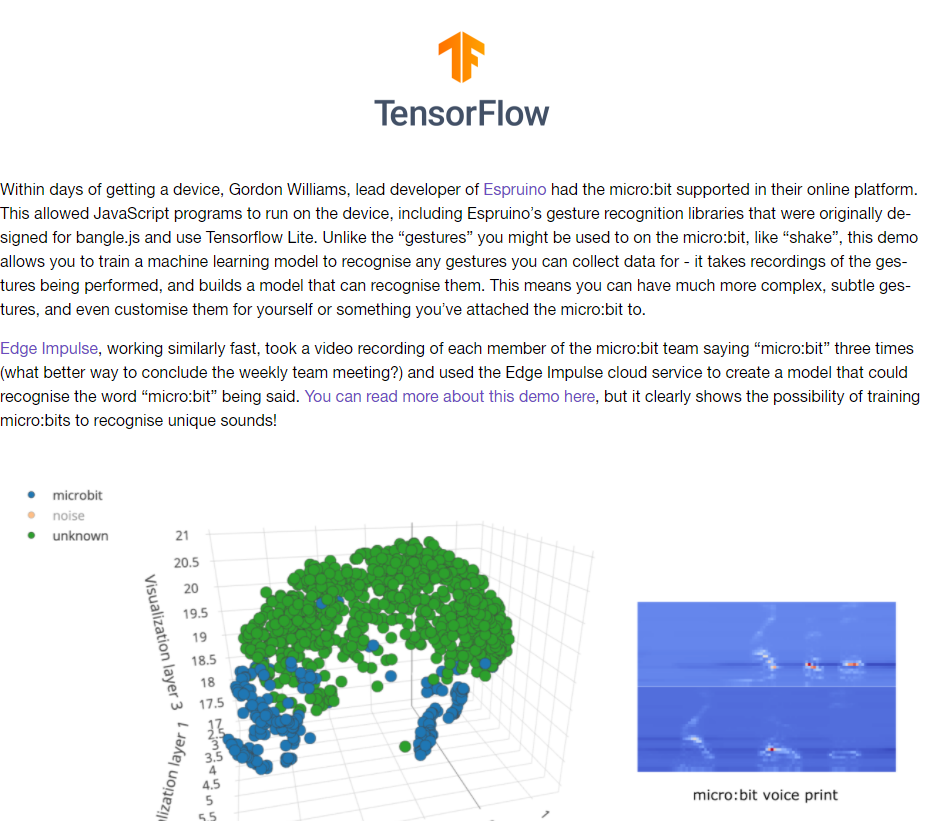 TensorFlow
Within days of getting a device, Gordon Williams, lead developer of Espruino had the micro:bit supported in their online platform.
This allowed JavaScript programs to run on the device, including Espruino’s gesture recognition libraries that were originally de-
signed for bangle.js and use Tensorflow Lite. Unlike the “gestures” you might be used to on the micro:bit, like “shake”, this demo
allows you to train a machine learning model to recognise any gestures you can collect data for - it takes recordings of the ges-
tures being performed, and builds a model that can recognise them. This means you can have much more complex, subtle ges-
tures, and even customise them for yourself or something you’ve attached the micro:bit to.
Edge Impulse, working similarly fast, took a video recording of each member of the micro:bit team saying “micro:bit” three times
(what better way to conclude the weekly team meeting?) and used the Edge Impulse cloud service to create a model that could
recognise the word “micro:bit” being said. You can read more about this demo here, but it clearly shows the possibility of training
micro:bits to recognise unique sounds!
microbit
noise
unknown
21
20.5
20
19.5
19
18.5
18
17.5
17
Visualization layer 3
2.5
3
3.5
4
4.5
5
5.5
lization layer 1
1
micro:bit voice print